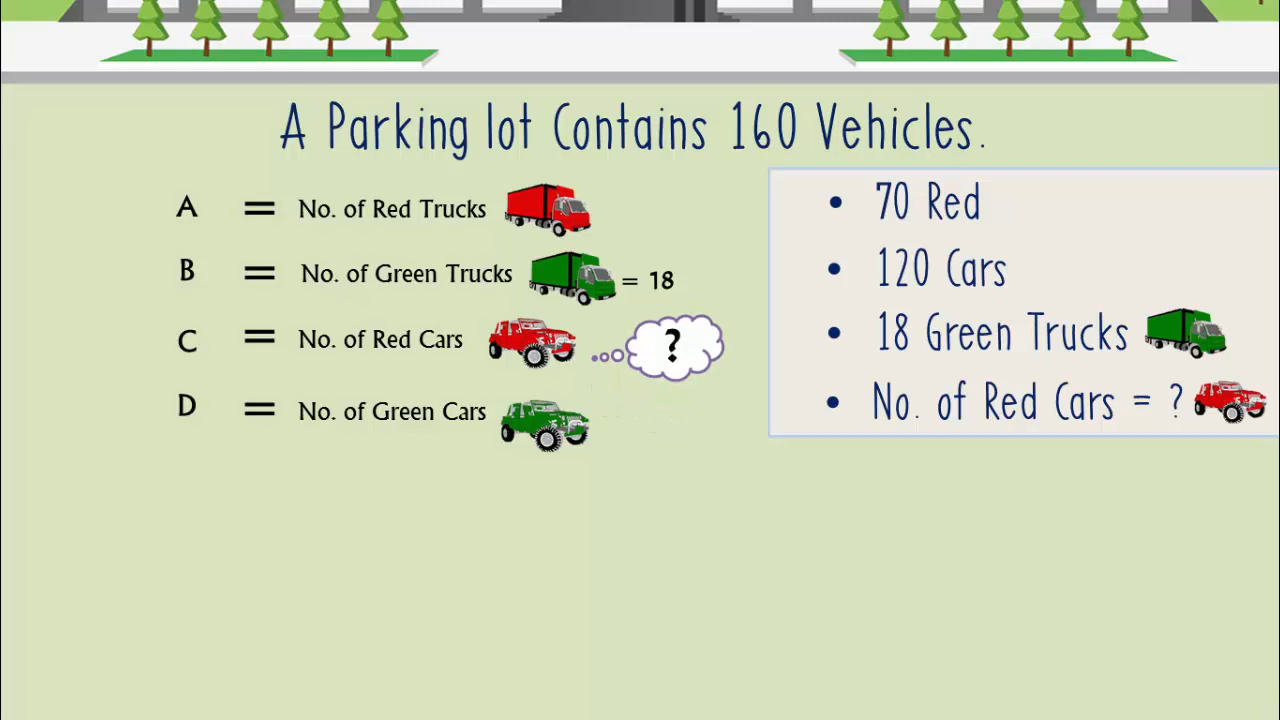 A Parking lot Contains 160 Vehicles.
A = No. of Red Trucks
B = No. of Green Trucks = 18
C = No. of Red Cars ?
D = No. of Green Cars
• 70 Red
• 120 Cars
• 18 Green Trucks
• No. of Red Cars = ?